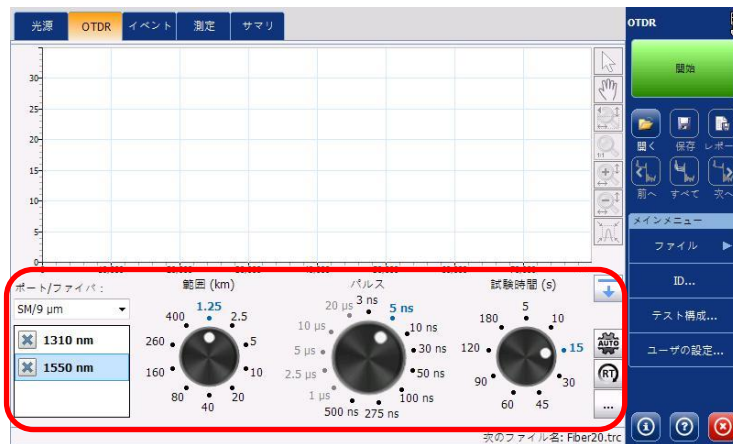 光源 OTDR イベント 測定 サマリ
OTDR
開始
開く 保存 レポー
前へ すべて 次へ
メインメニュー
ファイル
ID...
テスト構成...
ユーザの設定...
30
25
20
15
10
5
0
ポート/ファイバ:
SM/9 µm
1310 nm
1550 nm
範囲 (km)
1.25
2.5
5
10
20
40
80
160
260
400
パルス
3 ns
5 ns
10 ns
30 ns
50 ns
100 ns
275 ns
500 ns
1 µs
2.5 µs
5 µs
10 µs
20 µs
試験時間 (s)
5
10
15
30
45
60
90
120
180
AUTO
RT
...
次のファイル名: Fiber20.trc